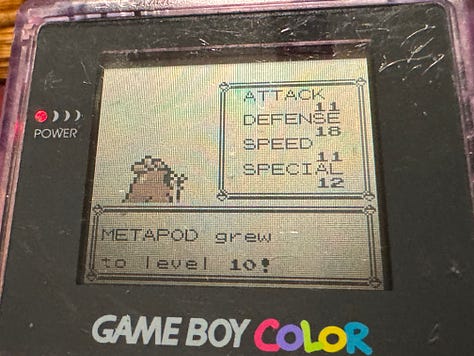 POWER
ATTACK
11
DEFENSE
18
SPEED
11
SPECIAL
12
METAPOD grew
to level 10!
GAME BOY COLOR